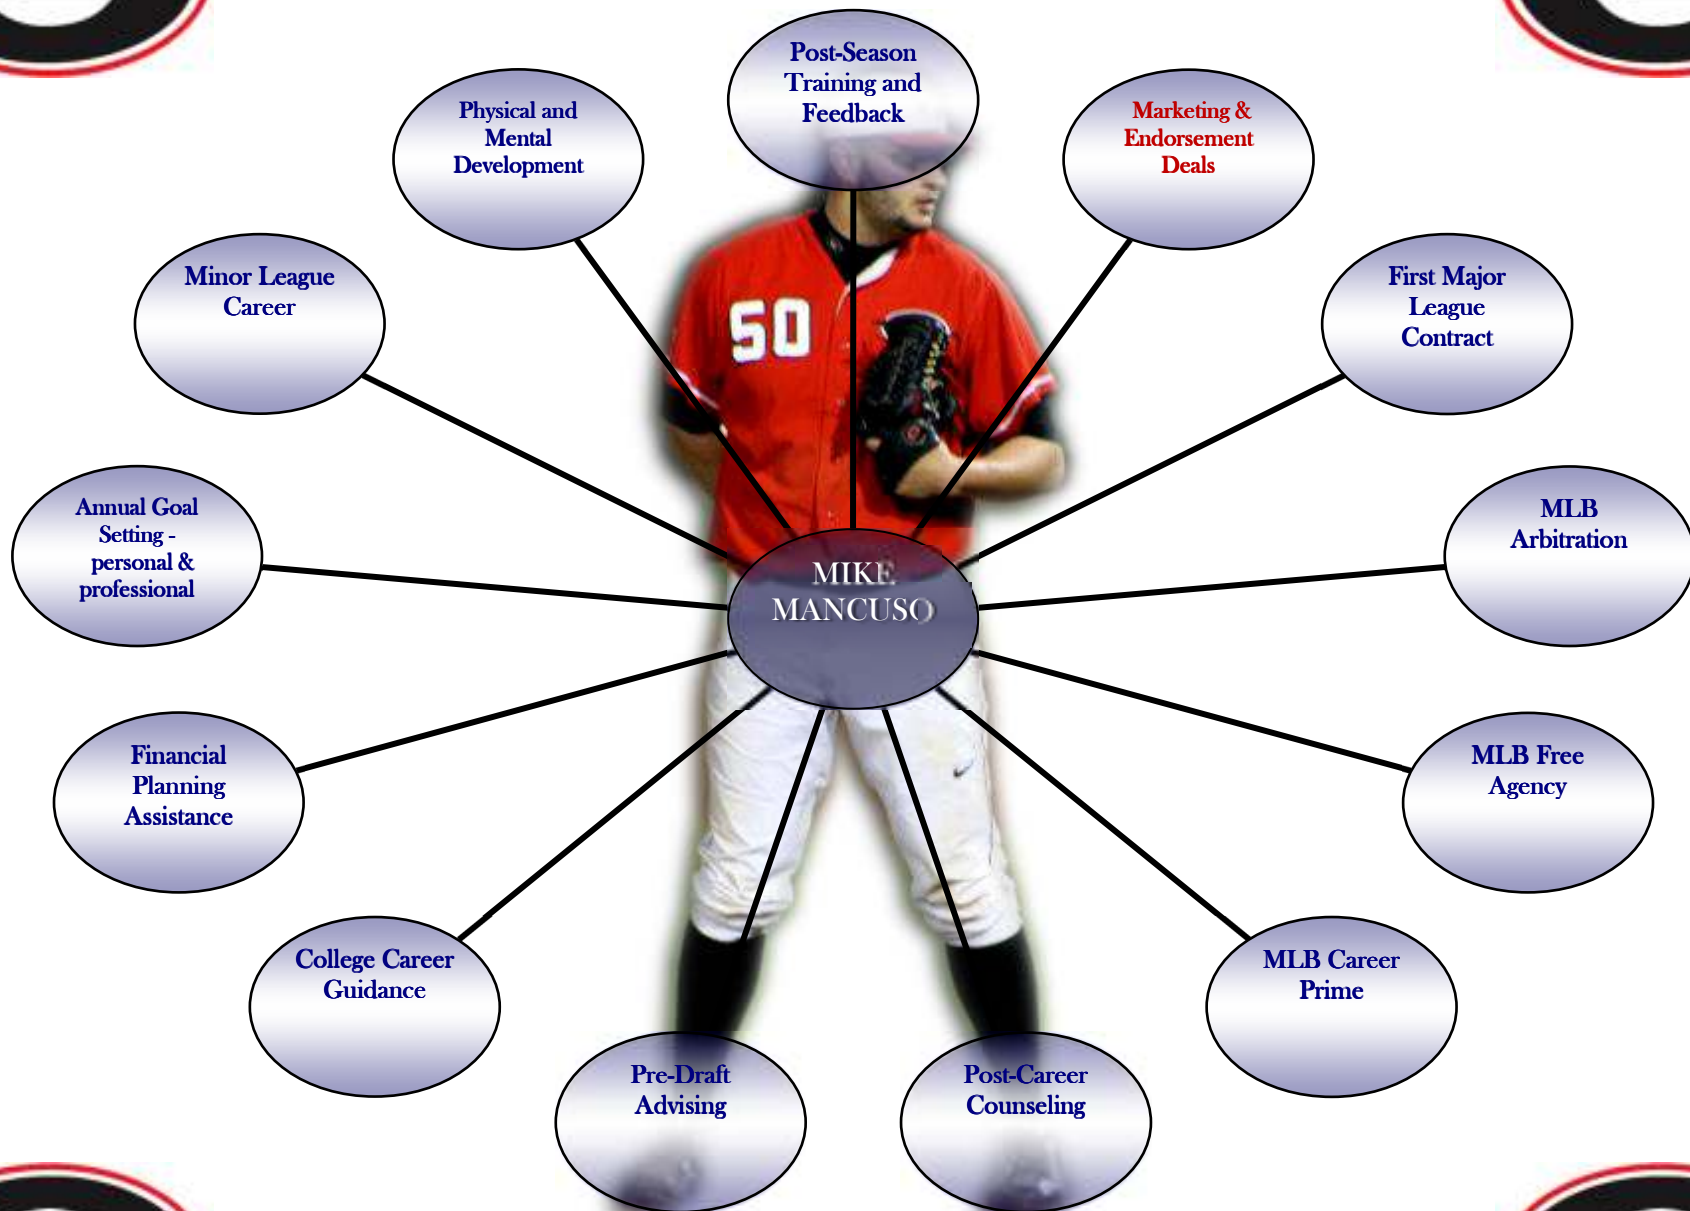 Post-Season
Training and
Feedback
Physical and
Mental
Development
Marketing &
Endorsement
Deals
Minor League
Career
First Major
League
Contract
50
Annual Goal
Setting -
personal &
professional
MLB
Arbitration
MIKE
MANCUSO
Financial
Planning
Assistance
MLB Free
Agency
College Career
Guidance
MLB Career
Prime
Pre-Draft
Advising
Post-Career
Counseling